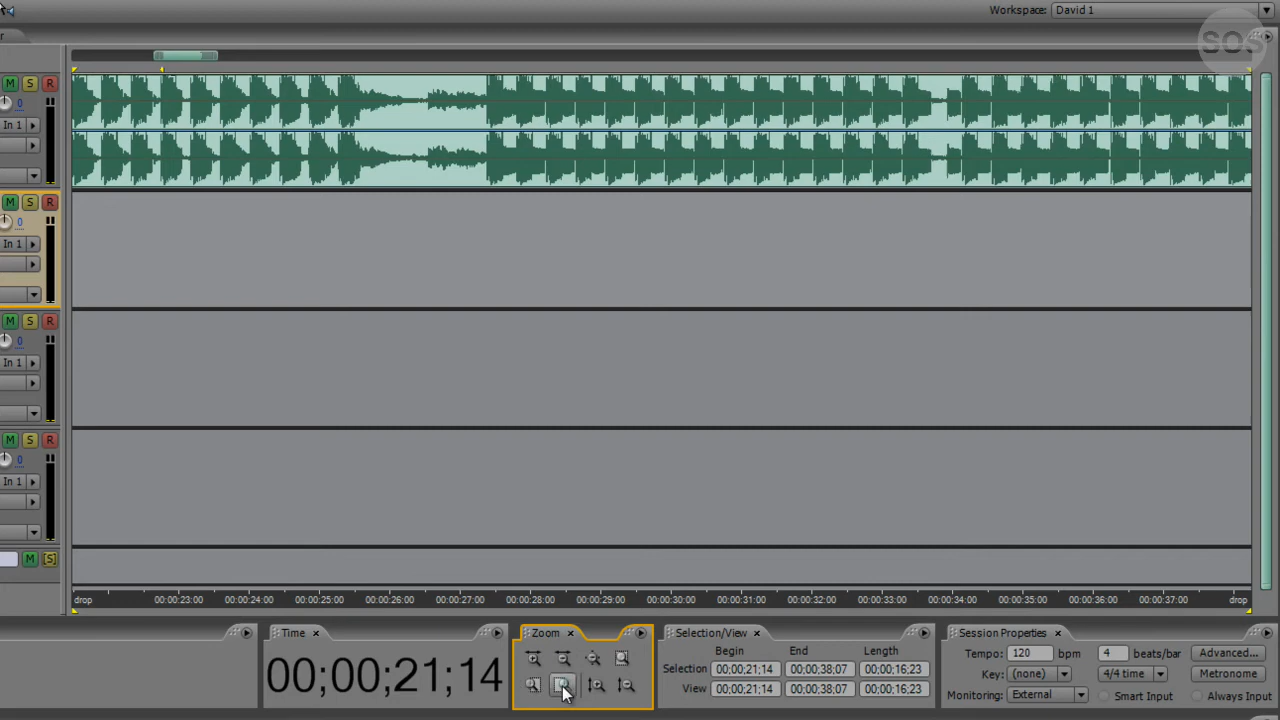 Workspace: David 1
SOS
r
M S R
0
In 1
M S R
0
In 1
M S R
0
In 1
M S R
0
In 1
M [S]
drop 00:00:23:00 00:00:24:00 00:00:25:00 00:00:26:00 00:00:27:00 00:00:28:00 00:00:29:00 00:00:30:00 00:00:31:00 00:00:32:00 00:00:33:00 00:00:34:00 00:00:35:00 00:00:36:00 00:00:37:00 drop
Time x Zoom x Selection/View x Session Properties x
00;00;21;14
Begin End Length
Selection 00;00;21;14 00;00;38;07 00;00;16;23
View 00;00;21;14 00;00;38;07 00;00;16;23
Tempo: 120 bpm 4 beats/bar Advanced...
Key: (none) 4/4 time Metronome
Monitoring: External Smart Input Always Input